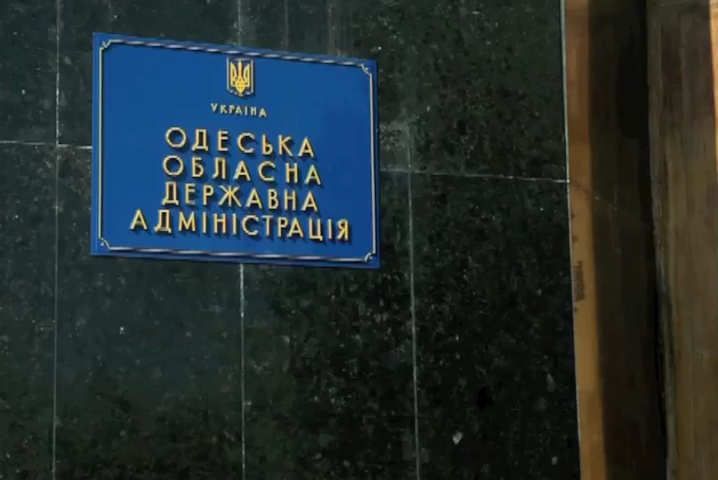 УКРАЇНА
ОДЕСЬКА
ОБЛАСНА
ДЕРЖАВНА
АДМІНІСТРАЦІЯ